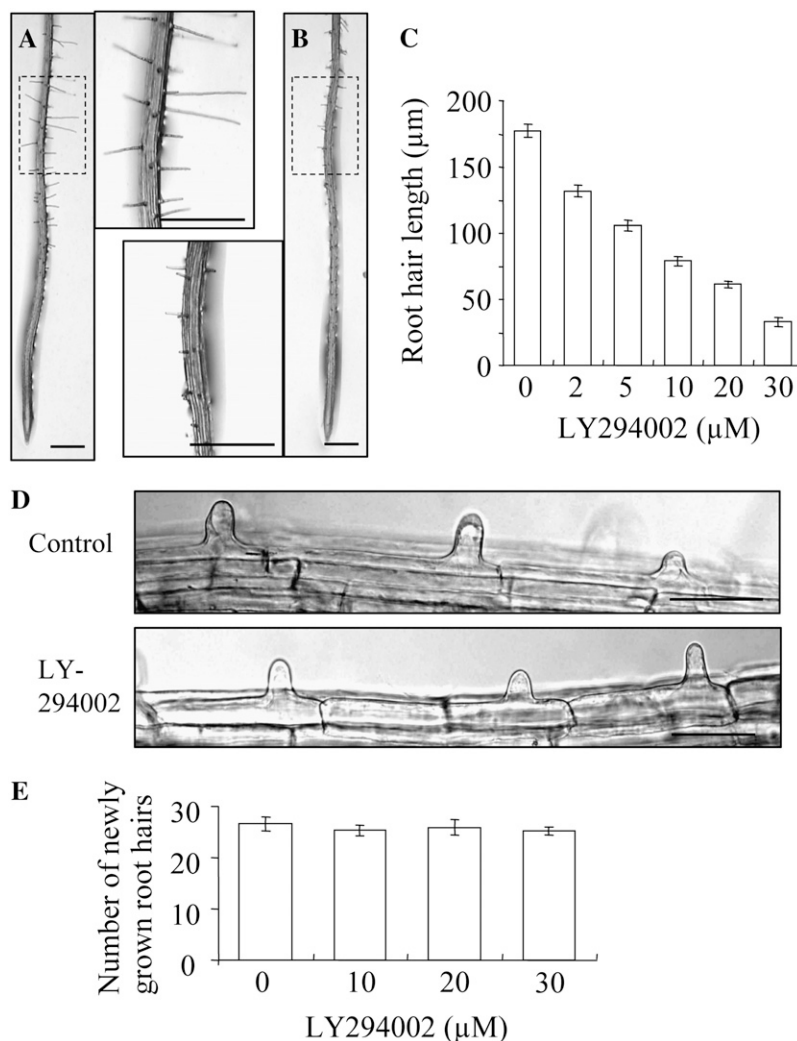 A
B
C
Root hair length (µm)
200
150
100
50
0
0 2 5 10 20 30
LY294002 (µM)
D
Control
LY-
294002
E
Number of newly
grown root hairs
30
20
10
0
0 10 20 30
LY294002 (µM)